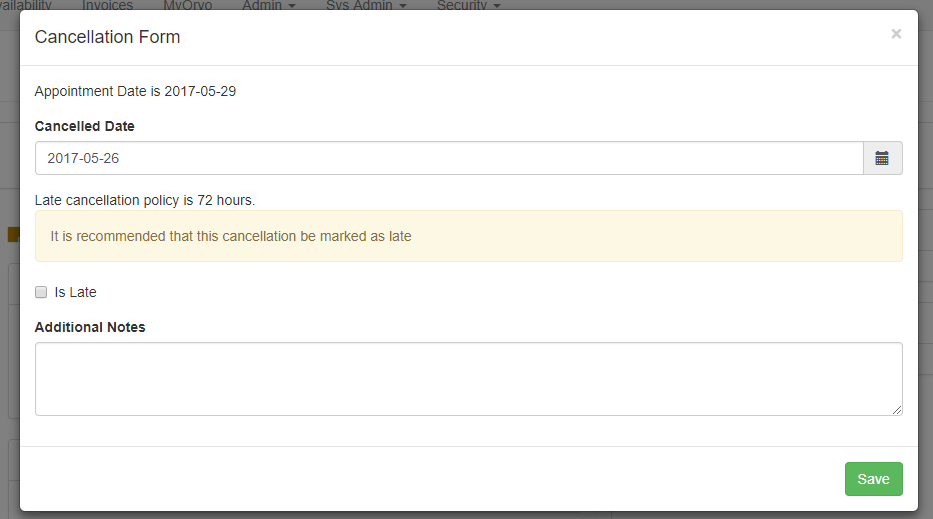 Invoices MyOryo Admin Sys Admin Security
Cancellation Form ×
Appointment Date is 2017-05-29
Cancelled Date
2017-05-26
Late cancellation policy is 72 hours.
It is recommended that this cancellation be marked as late
Is Late
Additional Notes
Save